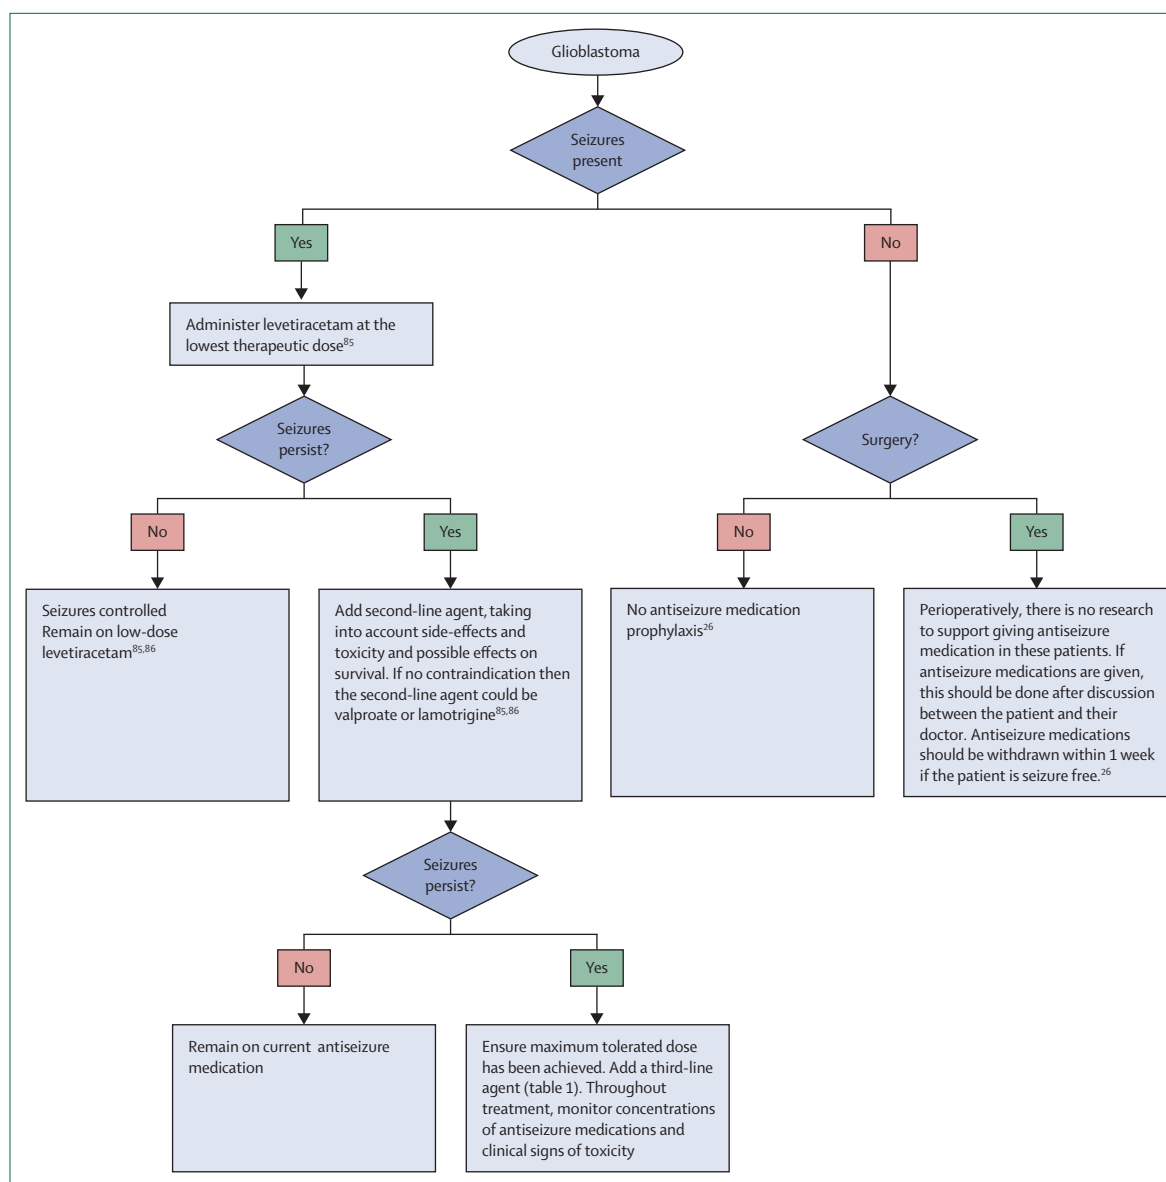 Glioblastoma
Seizures
present
Yes
No
Administer levetiracetam at the
lowest therapeutic dose⁸⁵
Seizures
persist?
Surgery?
No
Yes
No
Yes
Seizures controlled
Remain on low-dose
levetiracetam⁸⁵,⁸⁶
Add second-line agent, taking
into account side-effects and
toxicity and possible effects on
survival. If no contraindication then
the second-line agent could be
valproate or lamotrigine⁸⁵,⁸⁶
No antiseizure medication
prophylaxis²⁶
Perioperatively, there is no research
to support giving antiseizure
medication in these patients. If
antiseizure medications are given,
this should be done after discussion
between the patient and their
doctor. Antiseizure medications
should be withdrawn within 1 week
if the patient is seizure free.²⁶
Seizures
persist?
No
Yes
Remain on current antiseizure
medication
Ensure maximum tolerated dose
has been achieved. Add a third-line
agent (table 1). Throughout
treatment, monitor concentrations
of antiseizure medications and
clinical signs of toxicity